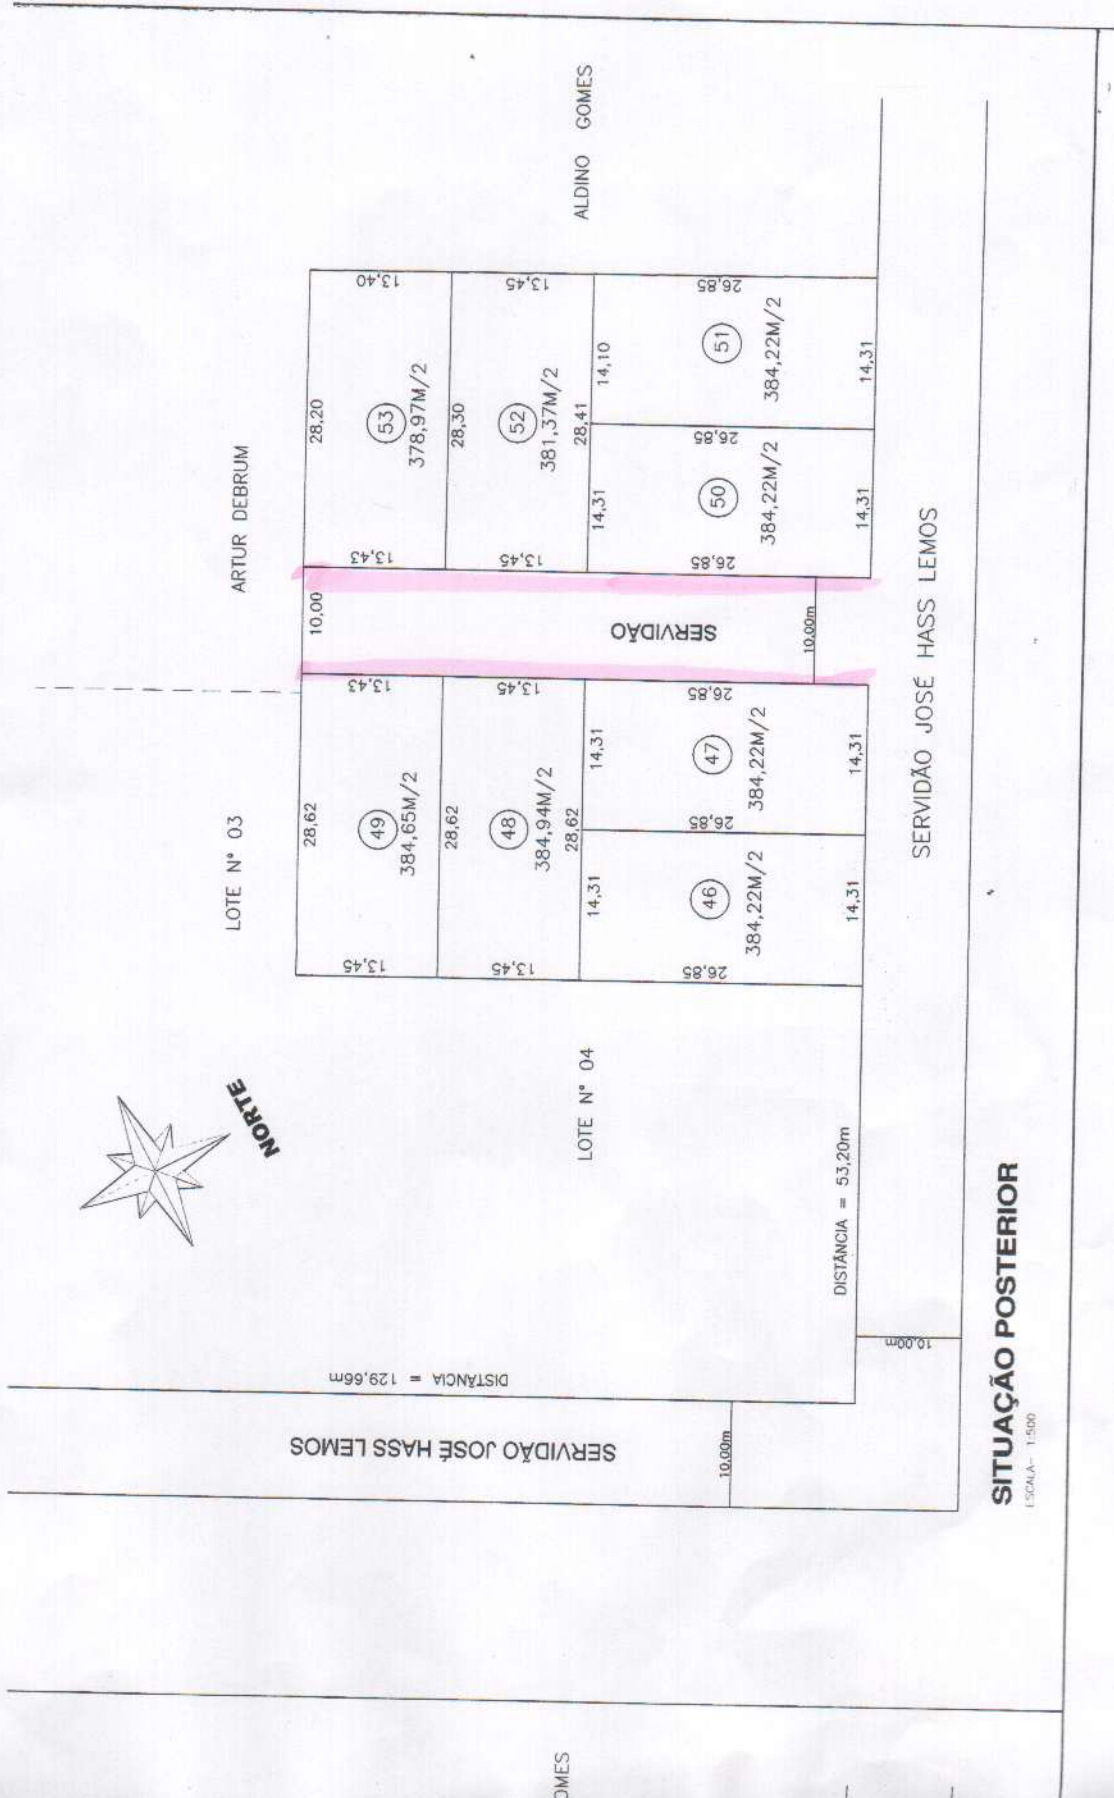 ALDINO GOMES
ARTUR DEBRUM
LOTE N° 03
NORTE
28,20
13,40
53
378,97M/2
13,43
28,30
13,45
52
381,37M/2
13,45
28,41
14,10
26,85
51
384,22M/2
14,31
14,31
26,85
50
384,22M/2
26,85
14,31
10,00
SERVIDÃO
10,00m
28,62
13,43
49
384,65M/2
13,45
28,62
13,45
48
384,94M/2
13,45
28,62
14,31
26,85
47
384,22M/2
14,31
14,31
26,85
46
384,22M/2
26,85
14,31
SERVIDÃO JOSÉ HASS LEMOS
LOTE N° 04
DISTÂNCIA = 53,20m
10,00m
DISTÂNCIA = 129,66m
SERVIDÃO JOSÉ HASS LEMOS
10,00m
SITUAÇÃO POSTERIOR
ESCALA- 1:500
OMES